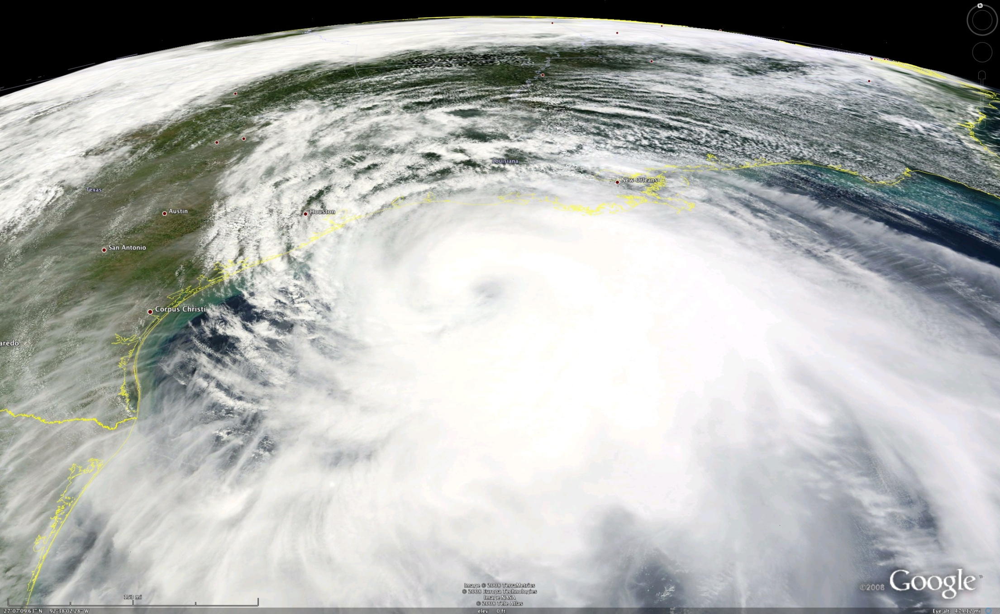 N
Louisiana
New Orleans
Texas
Austin
Houston
San Antonio
Corpus Christi
aredo
153 mi
Image © 2008 TerraMetrics
© 2008 Europa Technologies
Image NASA
© 2008 Tele Atlas
©2008 Google™
27°07'09.63" N 92°38'02.28" W
elev 0 ft
Eye alt 479.12 mi